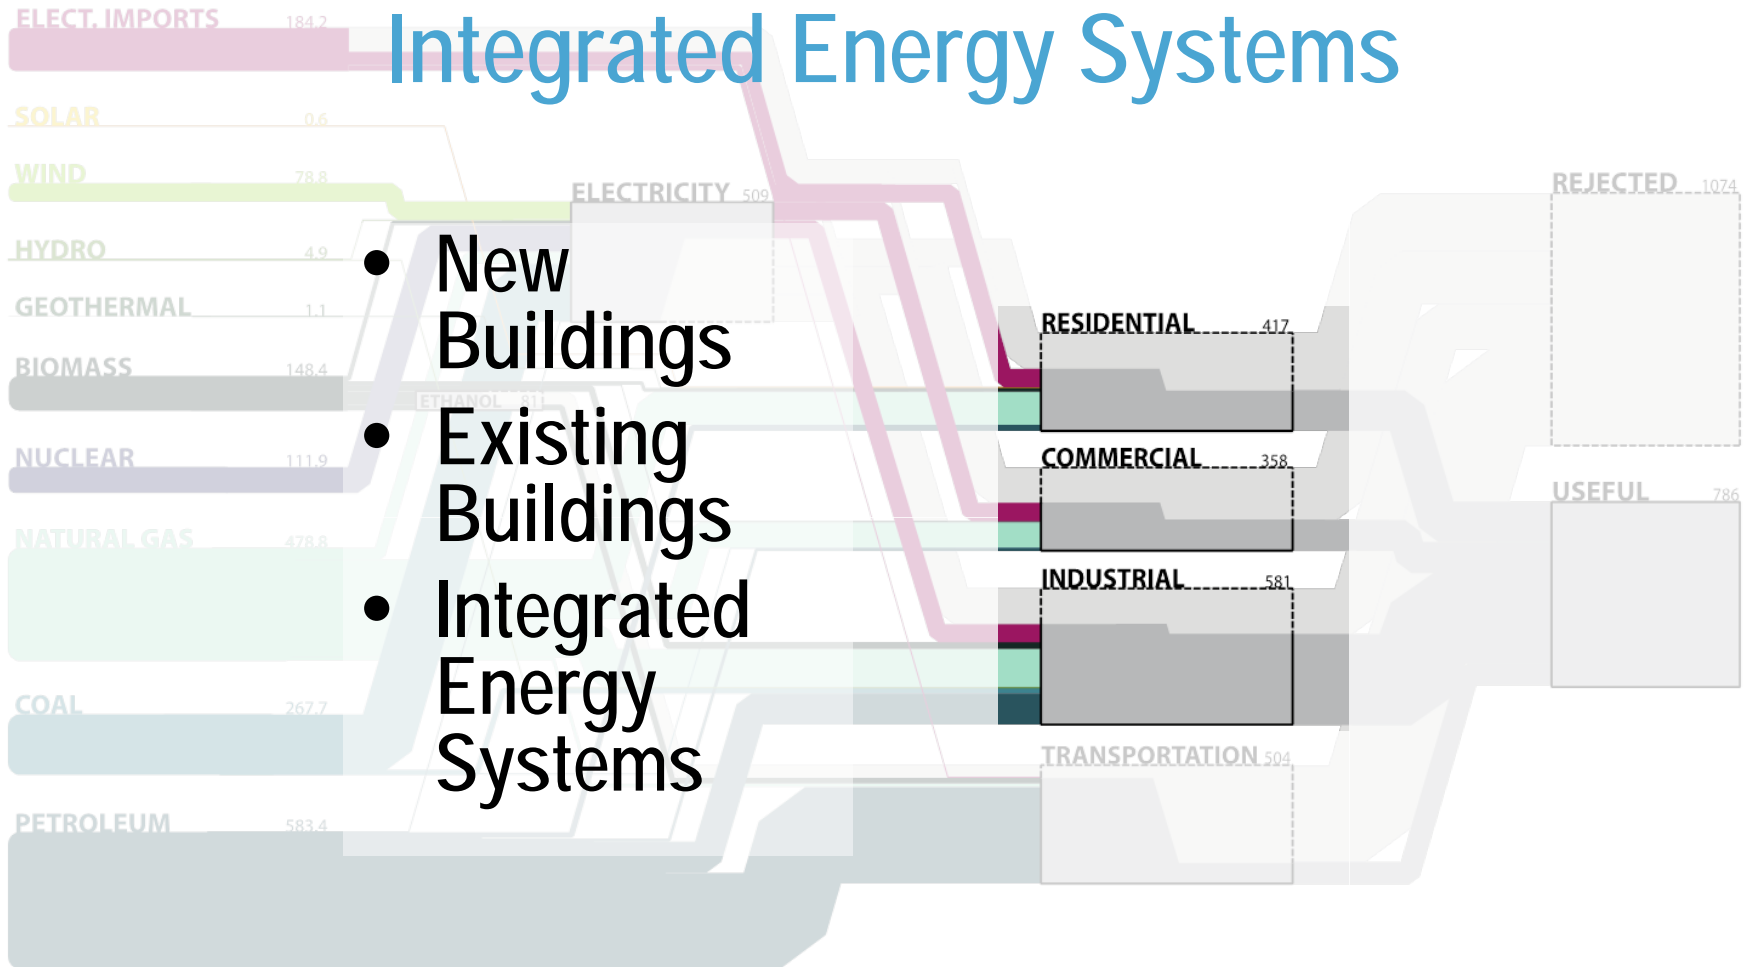 Integrated Energy Systems
ELECT. IMPORTS 184.2
SOLAR 0.6
WIND 78.8
HYDRO 4.9
GEOTHERMAL 1.1
BIOMASS 148.4
ETHANOL 81
NUCLEAR 111.9
NATURAL GAS 478.8
COAL 267.7
PETROLEUM 583.4
ELECTRICITY 509
• New
Buildings
• Existing
Buildings
• Integrated
Energy
Systems
RESIDENTIAL 417
COMMERCIAL 358
INDUSTRIAL 581
TRANSPORTATION 504
REJECTED 1074
USEFUL 786